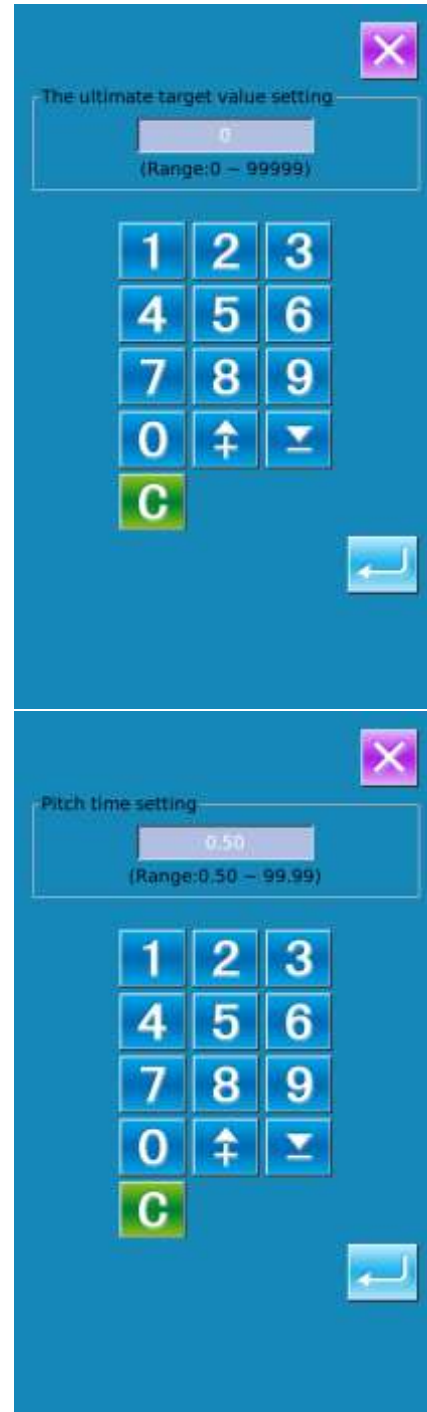 The ultimate target value setting
0
(Range:0 ~ 99999)
1 2 3
4 5 6
7 8 9
0
C
Pitch time setting
0.50
(Range:0.50 ~ 99.99)
1 2 3
4 5 6
7 8 9
0
C